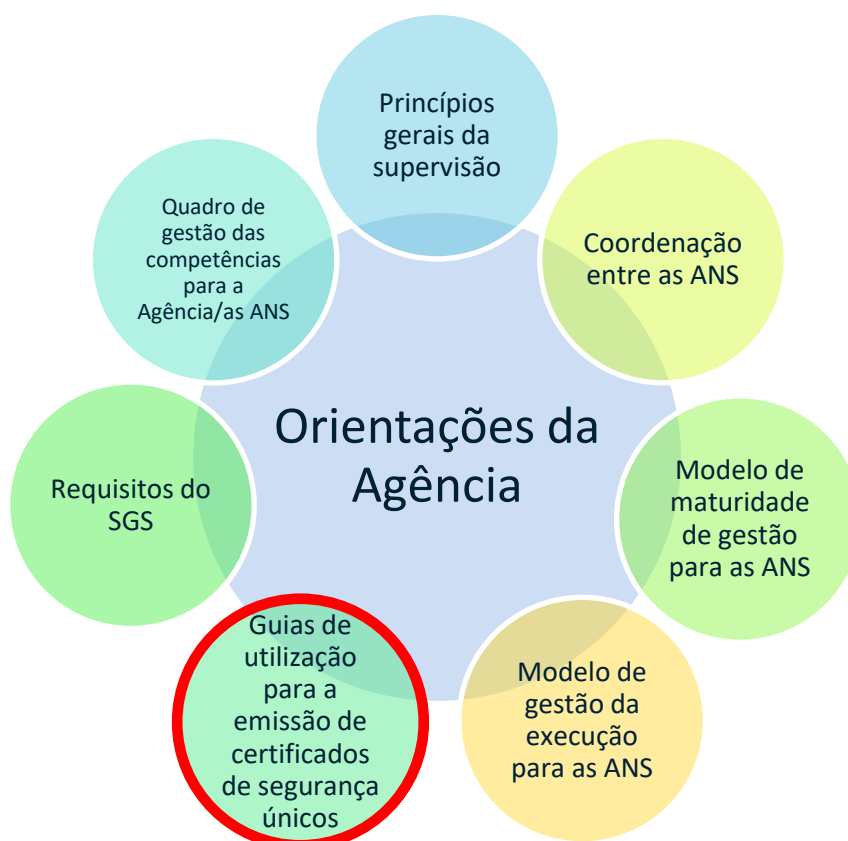 Princípios
gerais da
supervisão
Coordenação
entre as ANS
Modelo de
maturidade
de gestão
para as ANS
Modelo de
gestão da
execução
para as ANS
Guias de
utilização
para a
emissão de
certificados
de segurança
únicos
Requisitos do
SGS
Quadro de
gestão das
competências
para a
Agência/as ANS
Orientações da
Agência